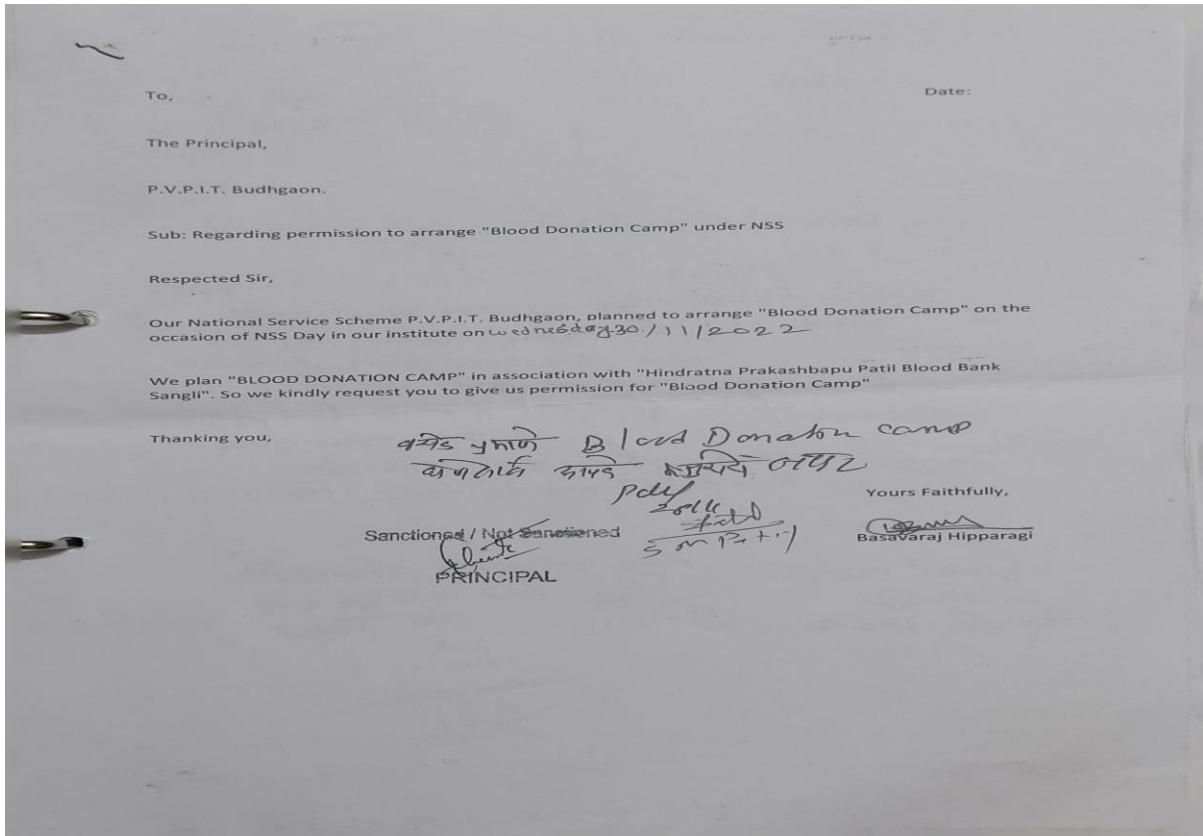 To,
Date:
The Principal,
P.V.P.I.T. Budhgaon.
Sub: Regarding permission to arrange "Blood Donation Camp" under NSS
Respected Sir,
Our National Service Scheme P.V.P.I.T. Budhgaon, planned to arrange "Blood Donation Camp" on the
occasion of NSS Day in our institute on Wednesday 30/11/2022
We plan "BLOOD DONATION CAMP" in association with "Hindratna Prakashbapu Patil Blood Bank
Sangli". So we kindly request you to give us permission for "Blood Donation Camp"
Thanking you,
प्रमाणे Blood Donation camp
Yours Faithfully,
Sanctioned / Not Sanctioned
Basavaraj Hipparagi
PRINCIPAL